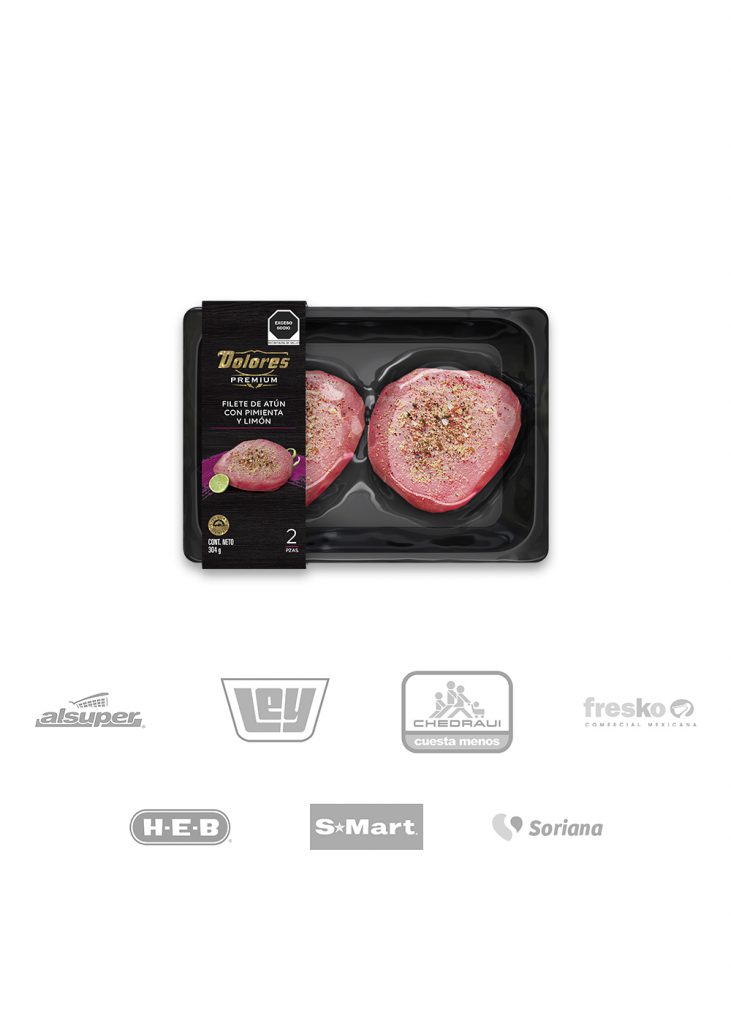 EXCESO
SODIO
Dolores
PREMIUM
FILETE DE ATÚN
CON PIMIENTA
Y LIMÓN
CONT. NETO
304 g
2
PZAS.
alsuper®
Ley
CHEDRAUI
cuesta menos
fresko
COMERCIAL MEXICANA
H-E-B®
S★Mart
Soriana